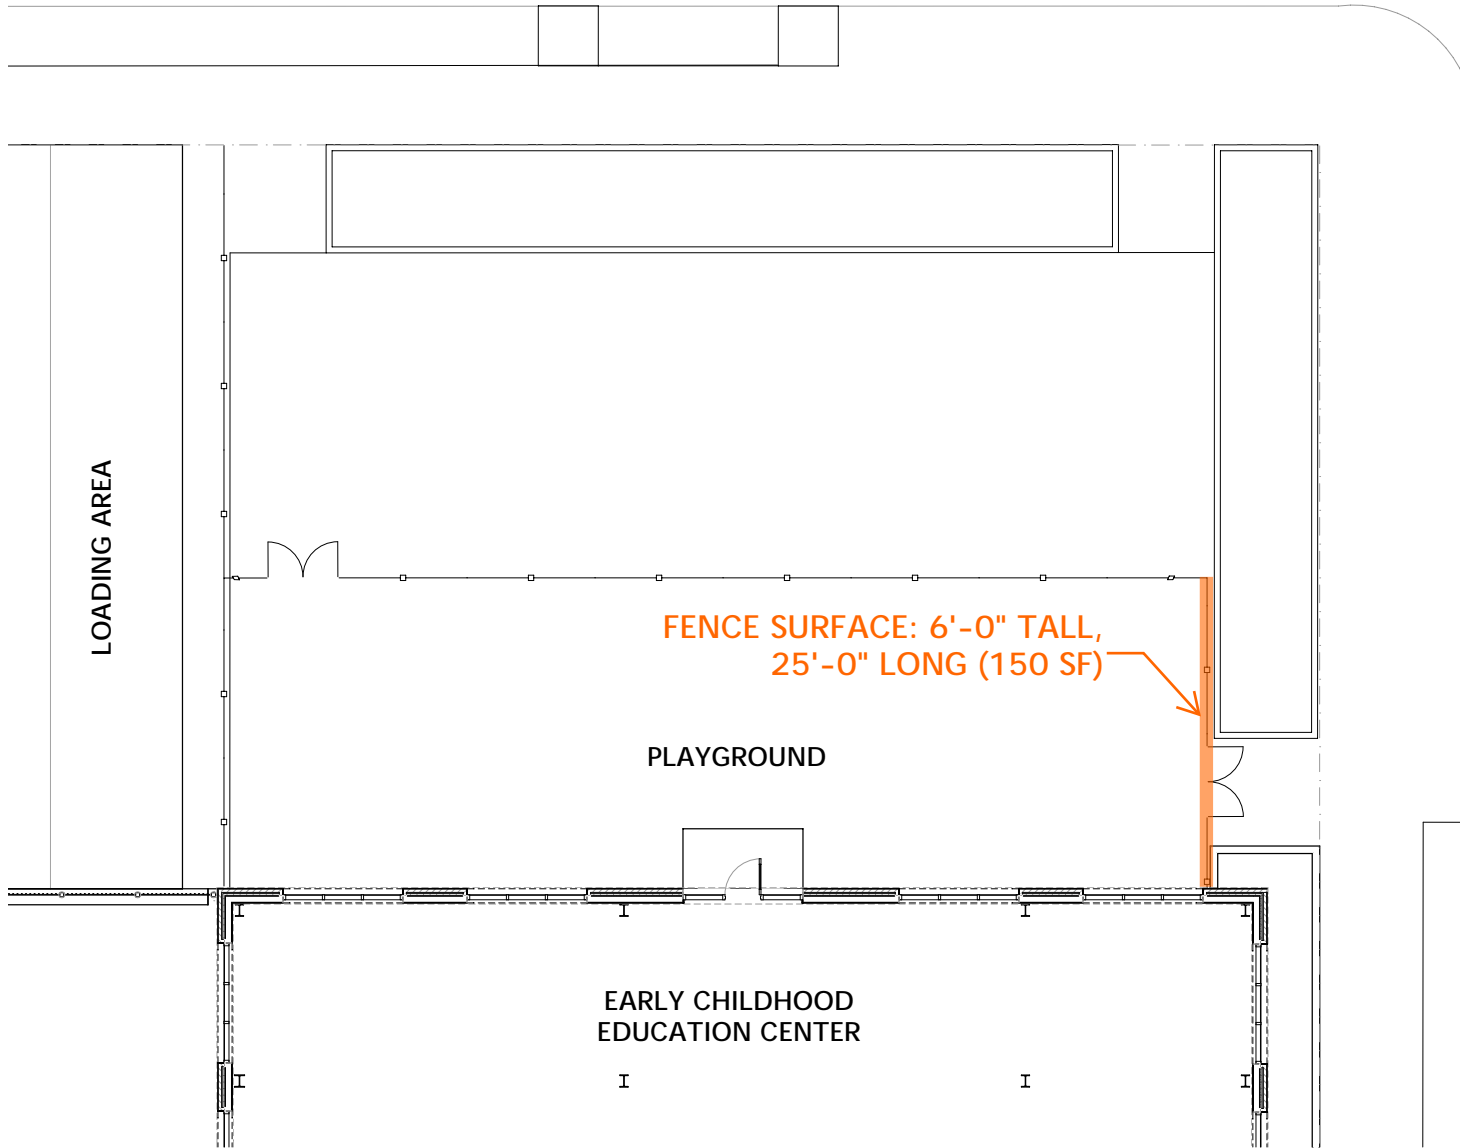 LOADING AREA
FENCE SURFACE: 6'-0" TALL,
25'-0" LONG (150 SF)
PLAYGROUND
EARLY CHILDHOOD
EDUCATION CENTER